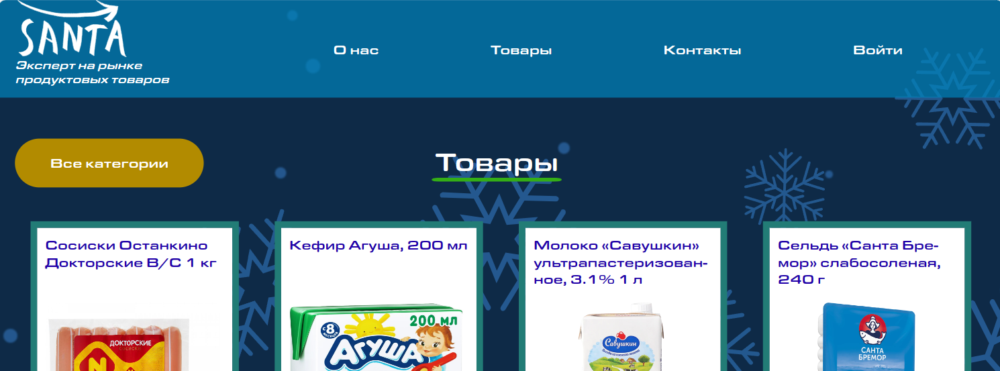 SANTA
Эксперт на рынке
продуктовых товаров
О нас
Товары
Контакты
Войти
Все категории
Товары
Сосиски Останкино
Докторские В/С 1 кг
Кефир Агуша, 200 мл
Молоко «Савушкин»
ультрапастеризован-
ное, 3.1% 1 л
Сельдь «Санта Бре-
мор» слабосоленая,
240 г
ДОКТОРСКИЕ
СОСИСКИ
с 8
МЕСЯЦЕВ
200 мл
АГУША
Савушкин
САНТА
БРЕМОР